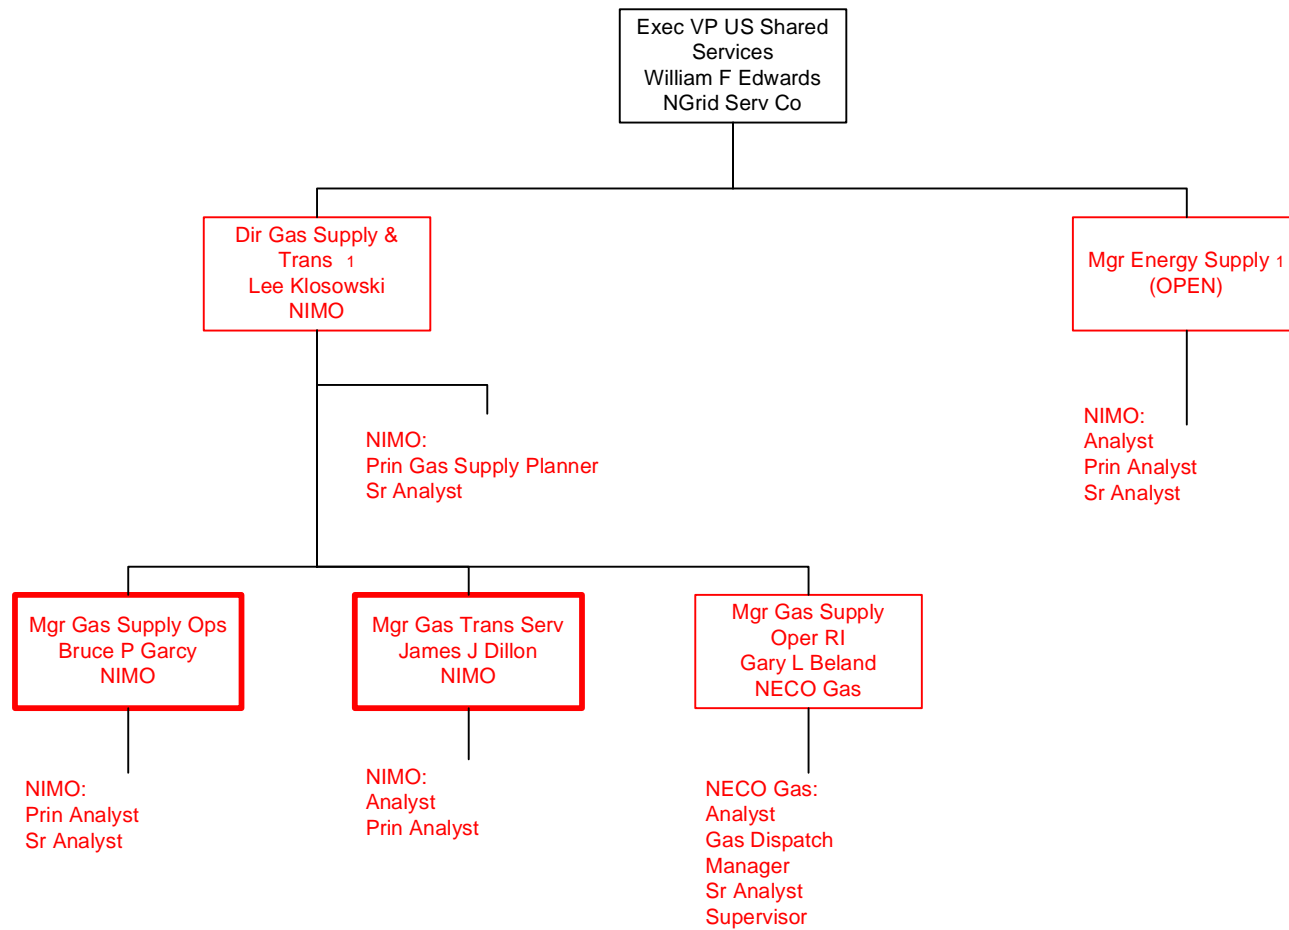 Exec VP US Shared
Services
William F Edwards
NGrid Serv Co
Dir Gas Supply &
Trans 1
Lee Klosowski
NIMO
Mgr Energy Supply 1
(OPEN)
NIMO:
Prin Gas Supply Planner
Sr Analyst
NIMO:
Analyst
Prin Analyst
Sr Analyst
Mgr Gas Supply Ops
Bruce P Garcy
NIMO
Mgr Gas Trans Serv
James J Dillon
NIMO
Mgr Gas Supply
Oper RI
Gary L Beland
NECO Gas
NIMO:
Prin Analyst
Sr Analyst
NIMO:
Analyst
Prin Analyst
NECO Gas:
Analyst
Gas Dispatch
Manager
Sr Analyst
Supervisor